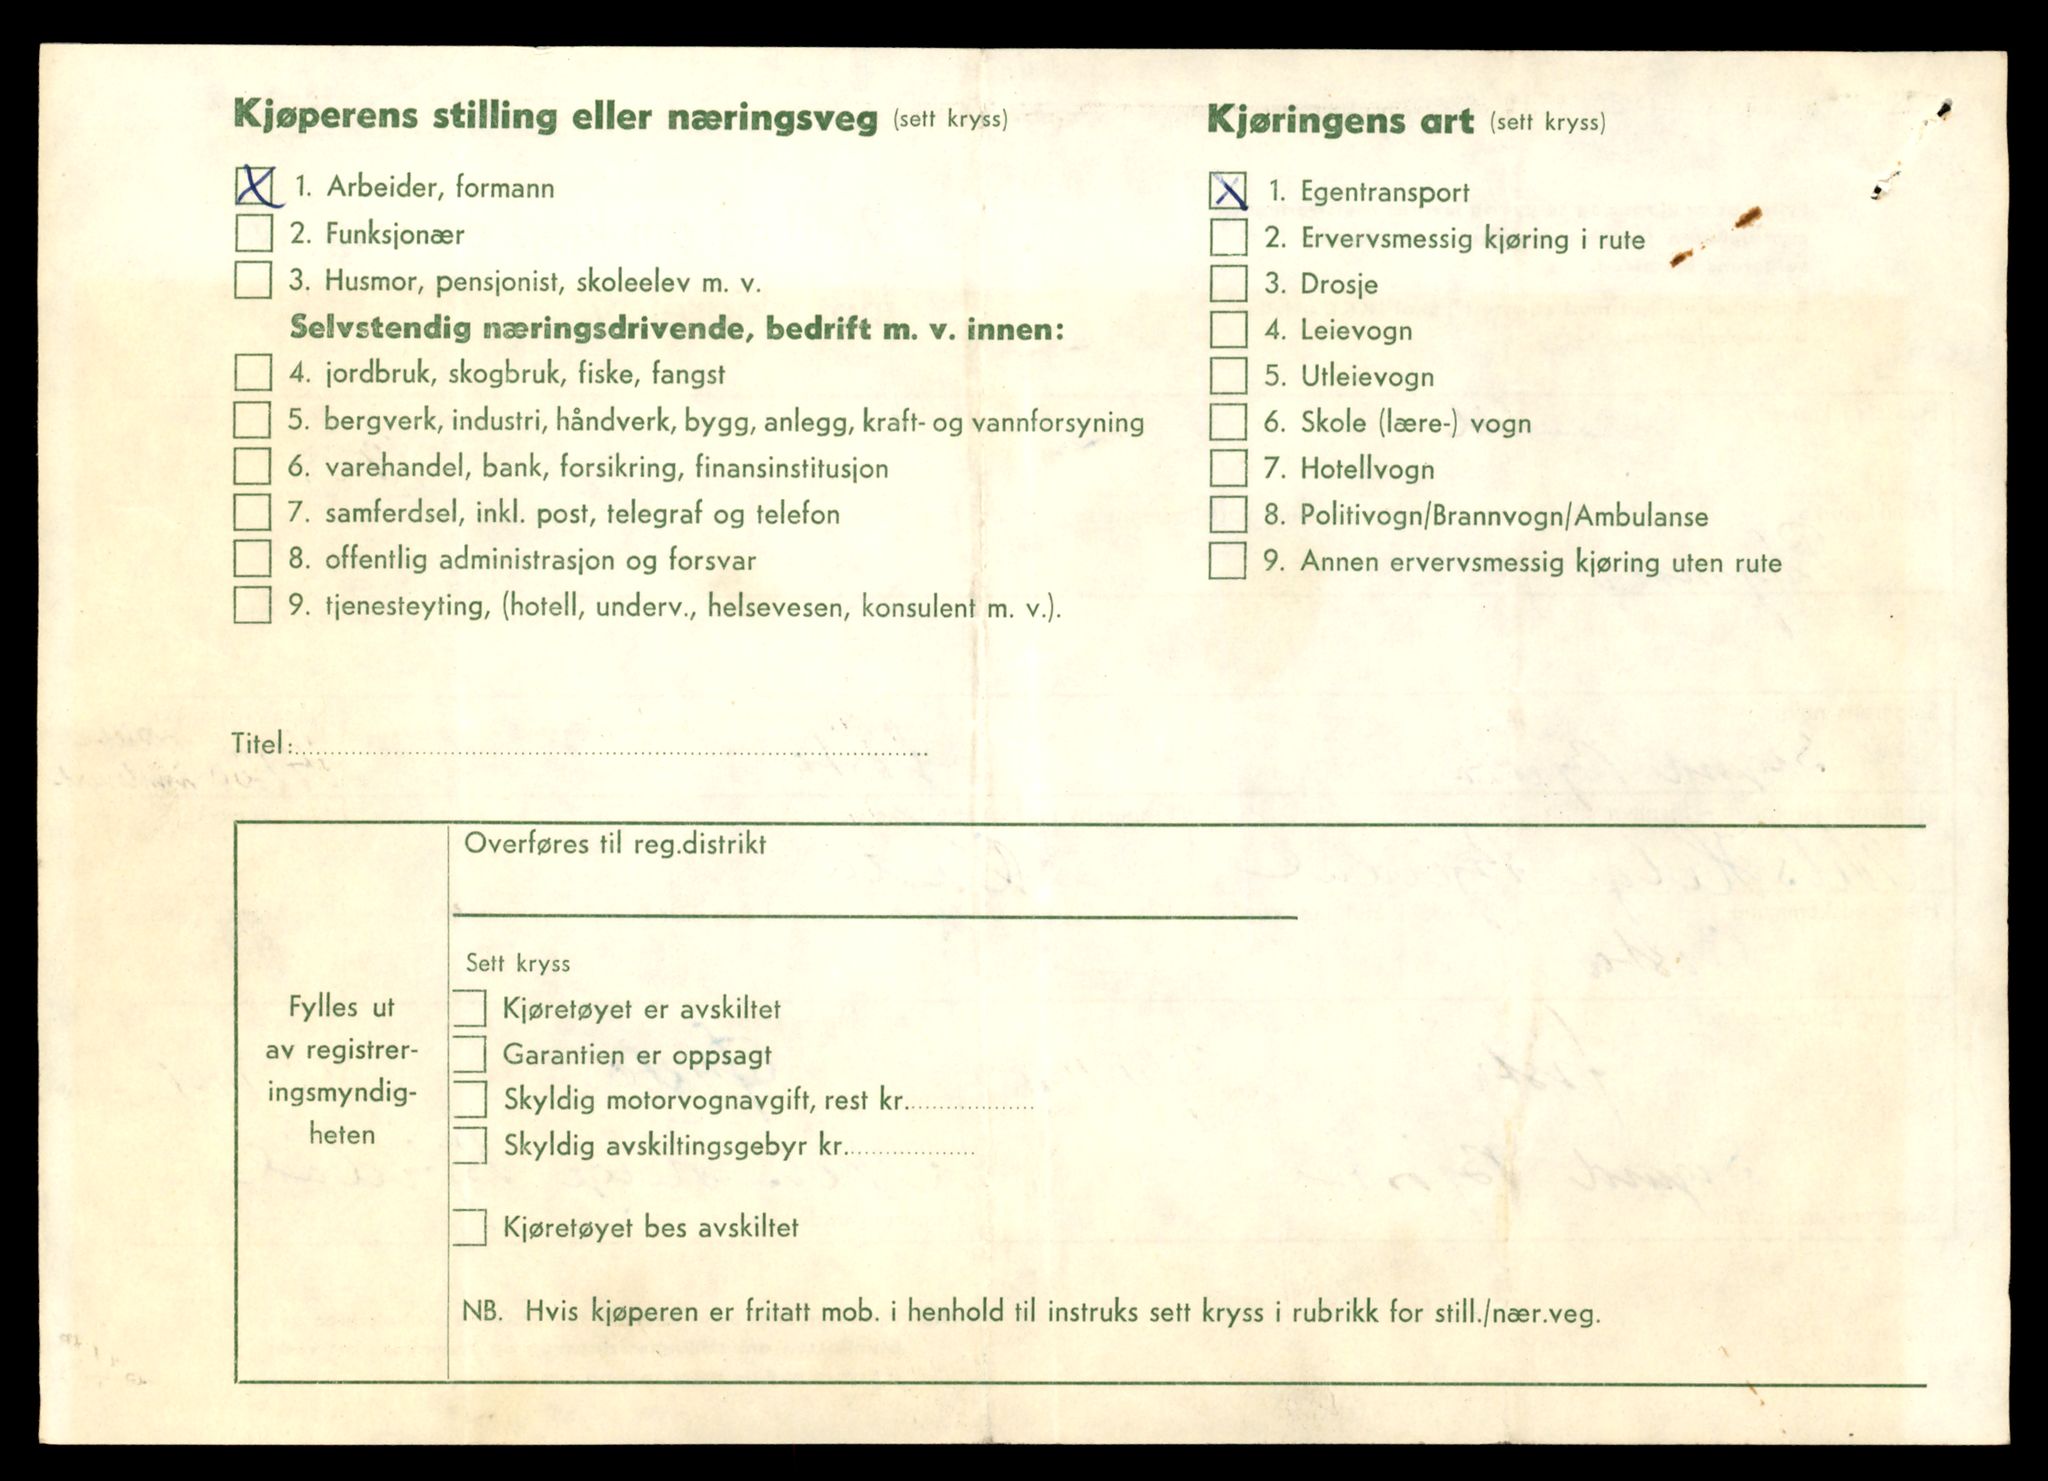 Kjøperens stilling eller næringsveg (sett kryss)
X 1. Arbeider, formann
2. Funksjonær
3. Husmor, pensjonist, skoleelev m. v.
Selvstendig næringsdrivende, bedrift m. v. innen:
4. jordbruk, skogbruk, fiske, fangst
5. bergverk, industri, håndverk, bygg, anlegg, kraft- og vannforsyning
6. varehandel, bank, forsikring, finansinstitusjon
7. samferdsel, inkl. post, telegraf og telefon
8. offentlig administrasjon og forsvar
9. tjenesteyting, (hotell, underv., helsevesen, konsulent m. v.).
Kjøringens art (sett kryss)
X 1. Egentransport
2. Ervervsmessig kjøring i rute
3. Drosje
4. Leievogn
5. Utleievogn
6. Skole (lære-) vogn
7. Hotellvogn
8. Politivogn/Brannvogn/Ambulanse
9. Annen ervervsmessig kjøring uten rute
Titel:
Fylles ut
av registrer-
ingsmyndig-
heten
Overføres til reg.distrikt
Sett kryss
Kjøretøyet er avskiltet
Garantien er oppsagt
Skyldig motorvognavgift, rest kr.
Skyldig avskiltingsgebyr kr.
Kjøretøyet bes avskiltet
NB. Hvis kjøperen er fritatt mob. i henhold til instruks sett kryss i rubrikk for still./nær.veg.